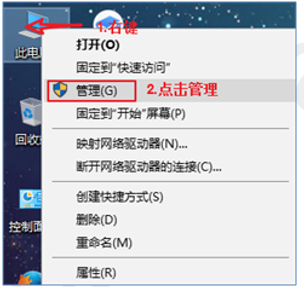 1.右键
此电脑
打开(O)
固定到"快速访问"
管理(G)
2.点击管理
固定到"开始"屏幕(P)
回收
映射网络驱动器(N)...
断开网络驱动器的连接(C)...
创建快捷方式(S)
控制面
删除(D)
重命名(M)
属性(R)